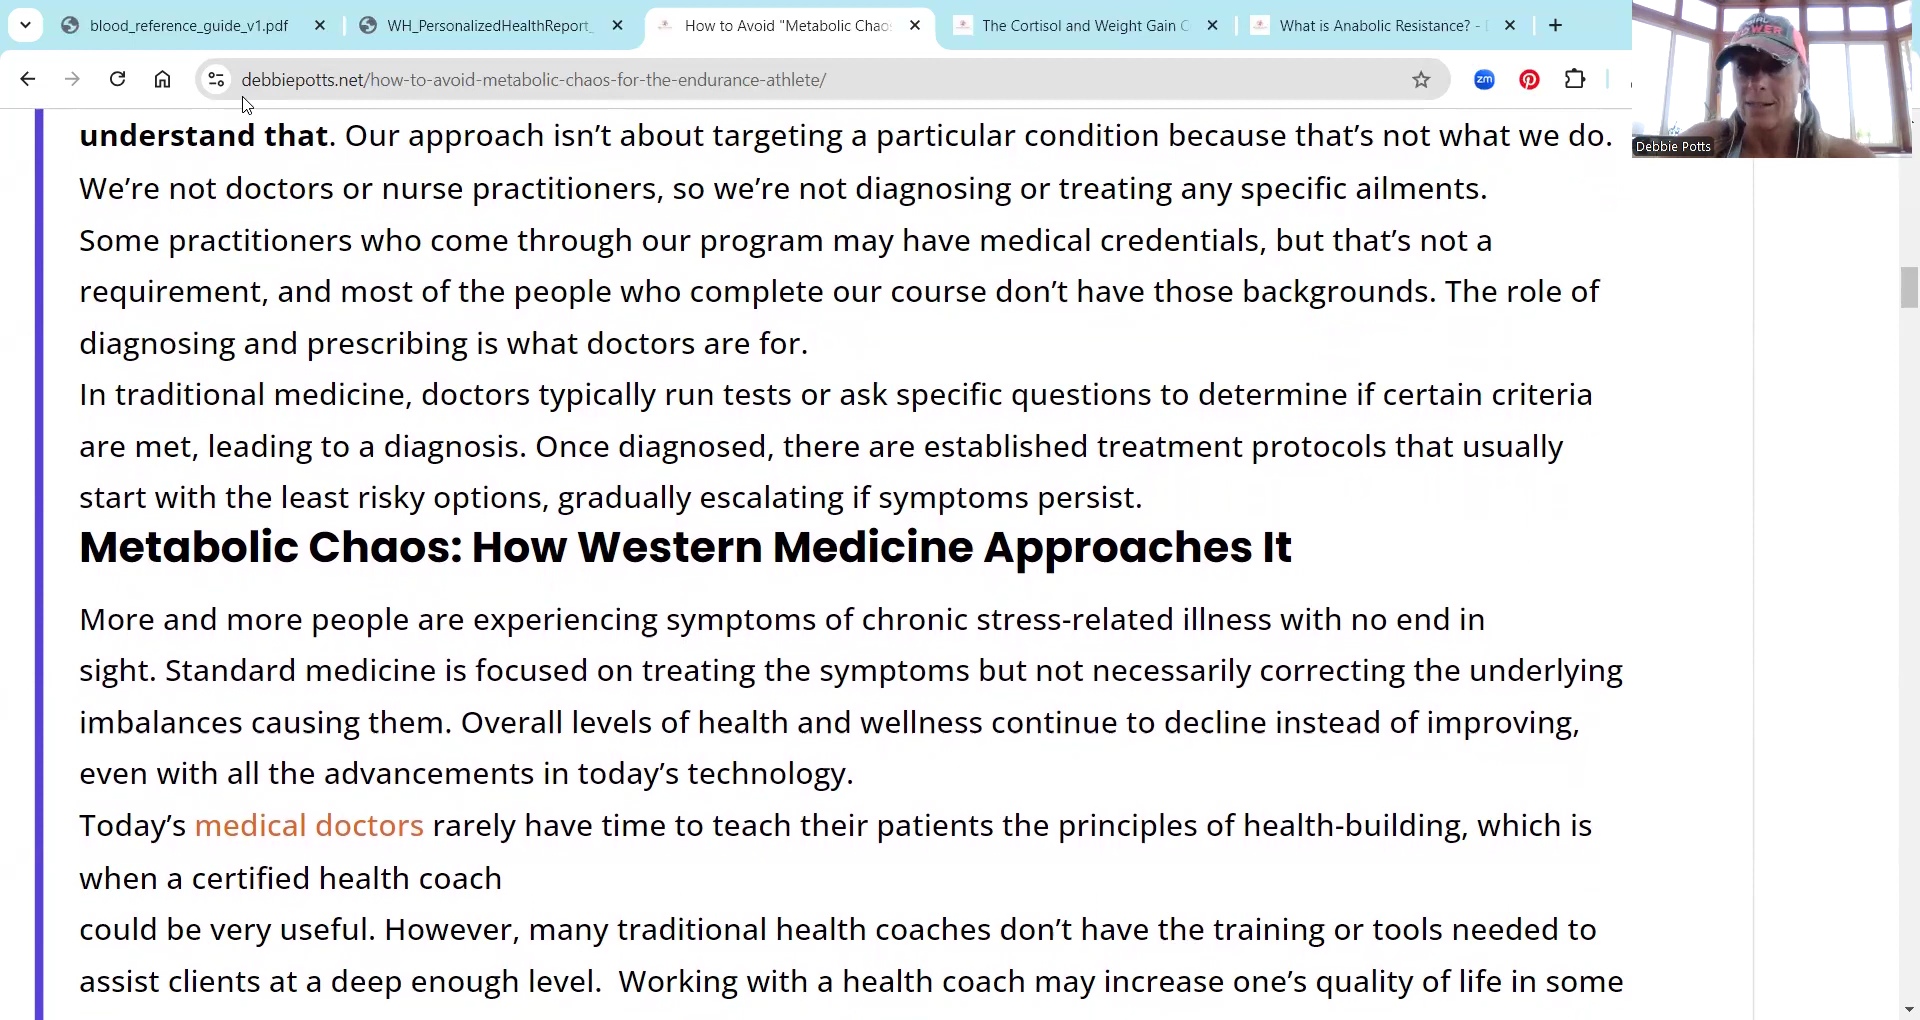 blood_reference_guide_v1.pdf
WH_PersonalizedHealthReport_
How to Avoid "Metabolic Chao
The Cortisol and Weight Gain C
What is Anabolic Resistance? -
debbiepotts.net/how-to-avoid-metabolic-chaos-for-the-endurance-athlete/
zm
Debbie Potts
understand that. Our approach isn’t about targeting a particular condition because that’s not what we do.
We’re not doctors or nurse practitioners, so we’re not diagnosing or treating any specific ailments.
Some practitioners who come through our program may have medical credentials, but that’s not a
requirement, and most of the people who complete our course don’t have those backgrounds. The role of
diagnosing and prescribing is what doctors are for.
In traditional medicine, doctors typically run tests or ask specific questions to determine if certain criteria
are met, leading to a diagnosis. Once diagnosed, there are established treatment protocols that usually
start with the least risky options, gradually escalating if symptoms persist.
Metabolic Chaos: How Western Medicine Approaches It
More and more people are experiencing symptoms of chronic stress-related illness with no end in
sight. Standard medicine is focused on treating the symptoms but not necessarily correcting the underlying
imbalances causing them. Overall levels of health and wellness continue to decline instead of improving,
even with all the advancements in today’s technology.
Today’s medical doctors rarely have time to teach their patients the principles of health-building, which is
when a certified health coach
could be very useful. However, many traditional health coaches don’t have the training or tools needed to
assist clients at a deep enough level.  Working with a health coach may increase one’s quality of life in some